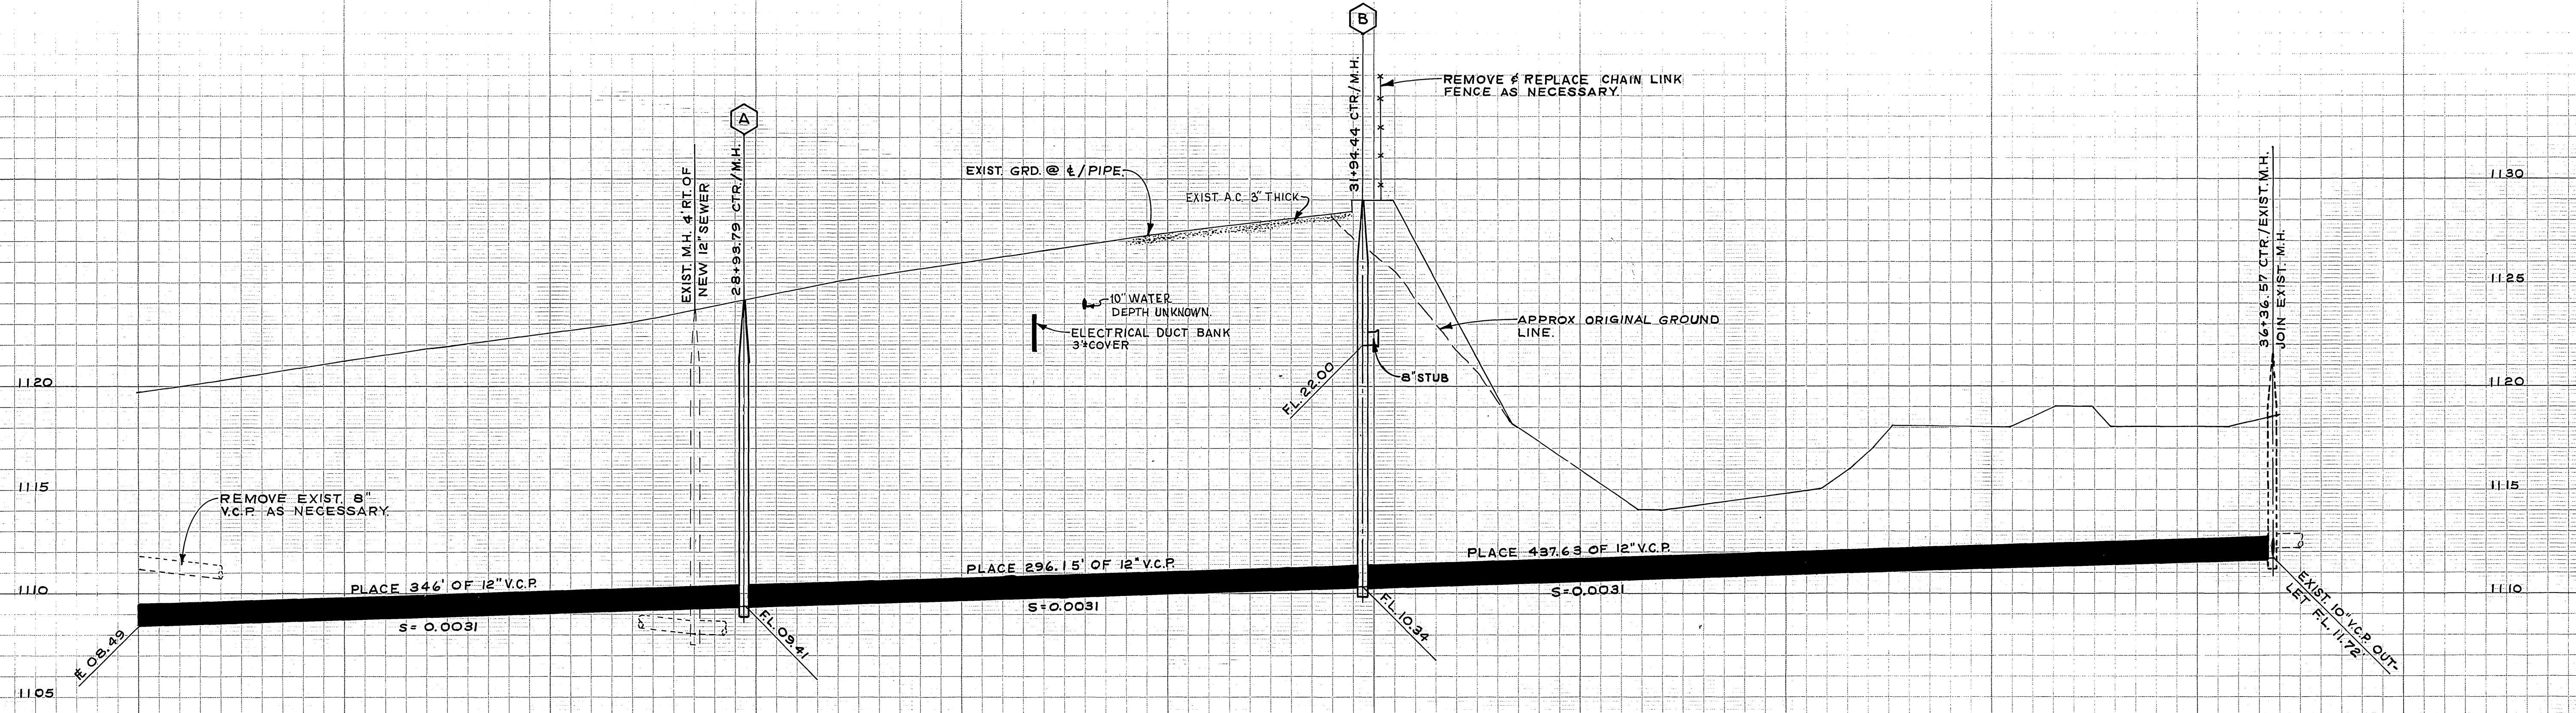 B
31+94.44 CTR./M.H.
REMOVE & REPLACE CHAIN LINK
FENCE AS NECESSARY.
A
EXIST. M.H. 4' RT. OF
NEW 12" SEWER
28+93.79 CTR./M.H.
EXIST. GRD. @ ℄/PIPE.
EXIST. A.C. 3" THICK
36+36.57 CTR./EXIST. M.H.
JOIN EXIST. M.H.
1130
1125
10" WATER
DEPTH UNKNOWN.
ELECTRICAL DUCT BANK
3'± COVER
APPROX ORIGINAL GROUND
LINE.
F.L. 22.00
8" STUB
1120
1120
1115
1115
REMOVE EXIST. 8"
V.C.P. AS NECESSARY.
PLACE 346' OF 12" V.C.P.
S= 0.0031
PLACE 296.15' OF 12" V.C.P.
S=0.0031
PLACE 437.63 OF 12" V.C.P.
S=0.0031
1110
1110
08.49
F.L. 09.41
F.L. 10.34
EXIST. 10" V.C.P. OUT-
LET F.L. 11.72'
1105